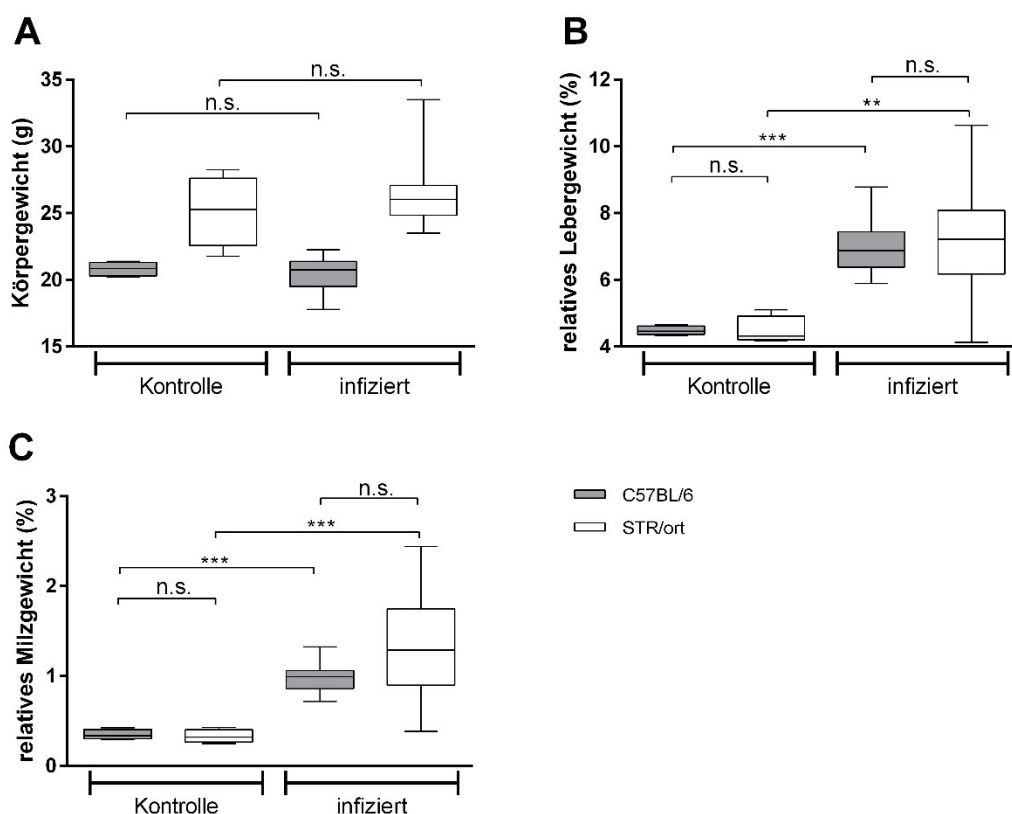 A
Körpergewicht (g)
35
30
25
20
15
n.s.
n.s.
Kontrolle
infiziert
B
relatives Lebergewicht (%)
12
10
8
6
4
n.s.
**
***
n.s.
Kontrolle
infiziert
C
relatives Milzgewicht (%)
3
2
1
0
n.s.
***
***
n.s.
Kontrolle
infiziert
C57BL/6
STR/ort